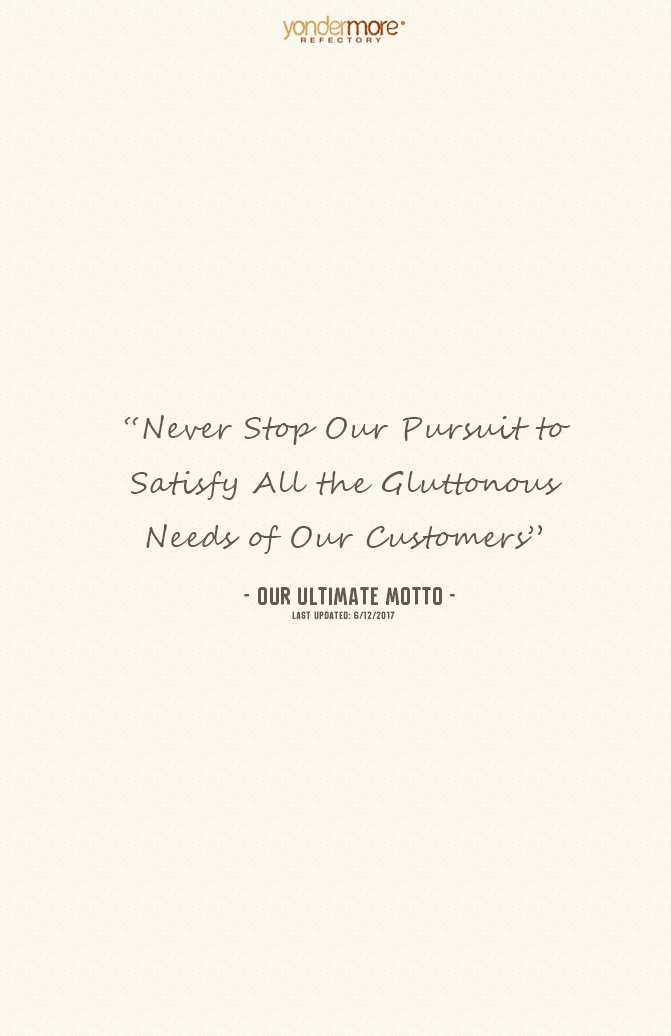 yondermore®
REFECTORY
“Never Stop Our Pursuit to
Satisfy All the Gluttonous
Needs of Our Customers”
- OUR ULTIMATE MOTTO -
LAST UPDATED: 6/12/2017